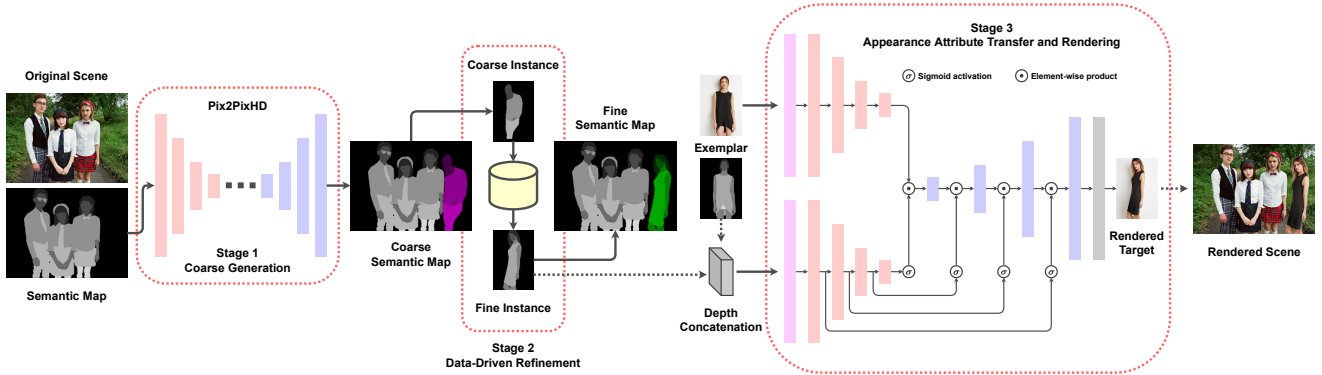 Original Scene
Semantic Map
Pix2PixHD
Stage 1
Coarse Generation
Coarse
Semantic Map
Coarse Instance
Fine Instance
Stage 2
Data-Driven Refinement
Fine
Semantic Map
Exemplar
Depth
Concatenation
Stage 3
Appearance Attribute Transfer and Rendering
σ Sigmoid activation
Element-wise product
σ
σ
σ
σ
Rendered
Target
Rendered Scene